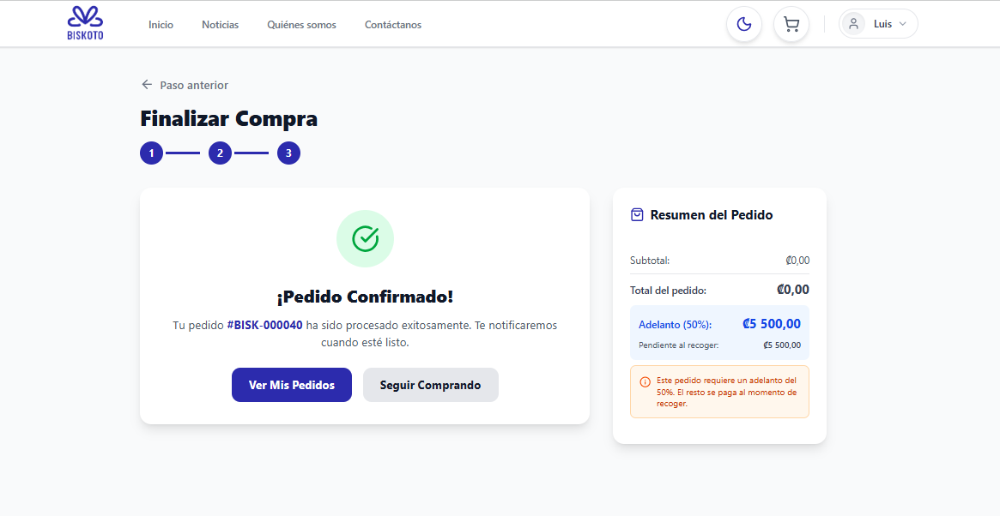 BISKOTO
Inicio
Noticias
Quiénes somos
Contáctanos
Luis
Paso anterior
Finalizar Compra
1
2
3
¡Pedido Confirmado!
Tu pedido #BISK-000040 ha sido procesado exitosamente. Te notificaremos
cuando esté listo.
Ver Mis Pedidos
Seguir Comprando
Resumen del Pedido
Subtotal: ₡0,00
Total del pedido: ₡0,00
Adelanto (50%): ₡5 500,00
Pendiente al recoger: ₡5 500,00
Este pedido requiere un adelanto del
50%. El resto se paga al momento de
recoger.